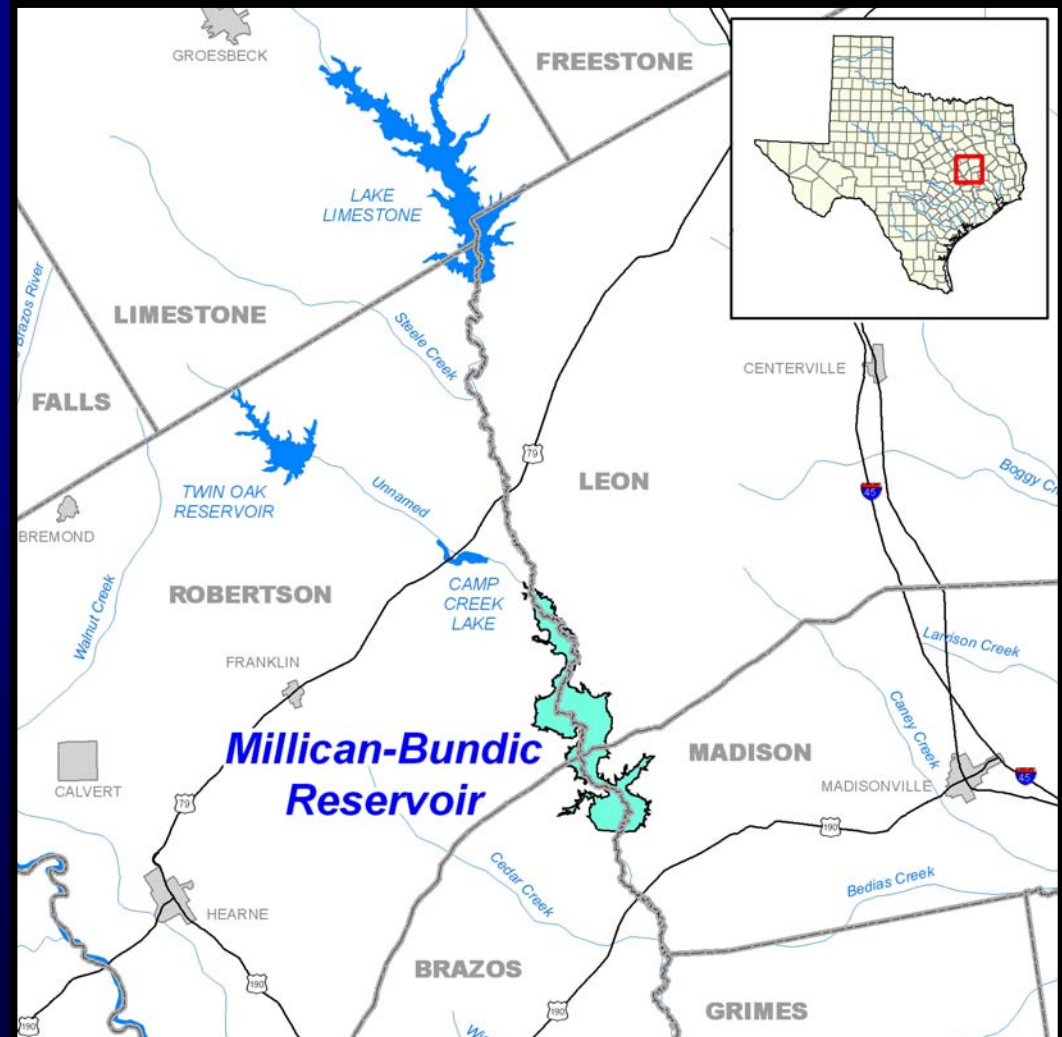 GROESBECK
FREESTONE
LAKE
LIMESTONE
LIMESTONE
Brazos River
Steele Creek
CENTERVILLE
FALLS
79
LEON
Boggy
45
TWIN OAK
RESERVOIR
Unnamed
BREMOND
CAMP
CREEK
LAKE
ROBERTSON
Walnut Creek
Larrison Creek
FRANKLIN
Caney Creek
Millican-Bundic
Reservoir
MADISON
MADISONVILLE
45
CALVERT
79
190
Cedar Creek
Bedias Creek
HEARNE
BRAZOS
190
GRIMES
190